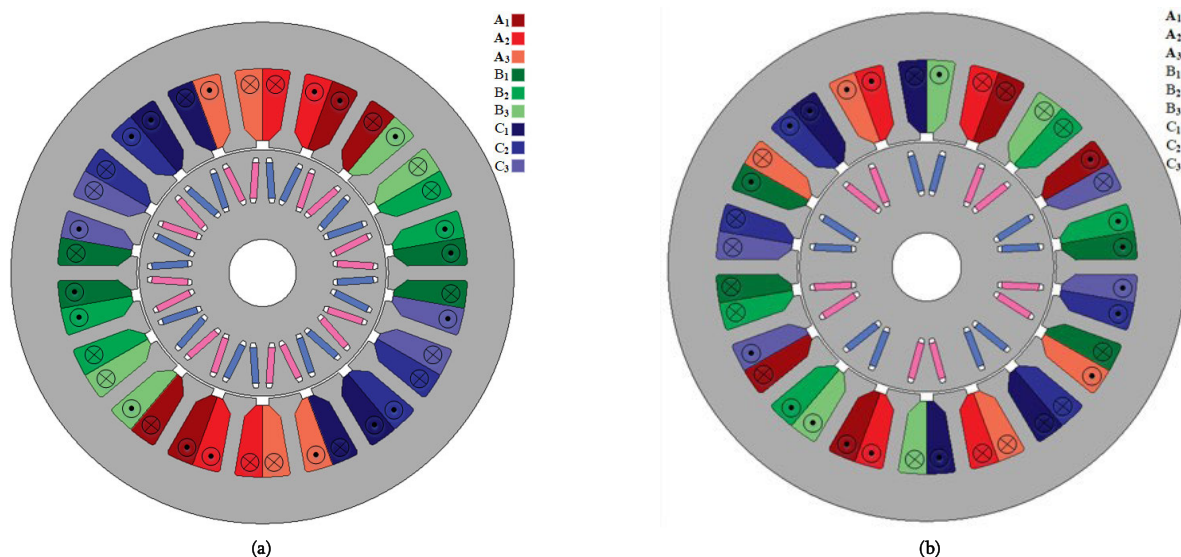 A₁
A₂
A₃
B₁
B₂
B₃
C₁
C₂
C₃
A₁
A₂
A₃
B₁
B₂
B₃
C₁
C₂
C₃
(a)
(b)